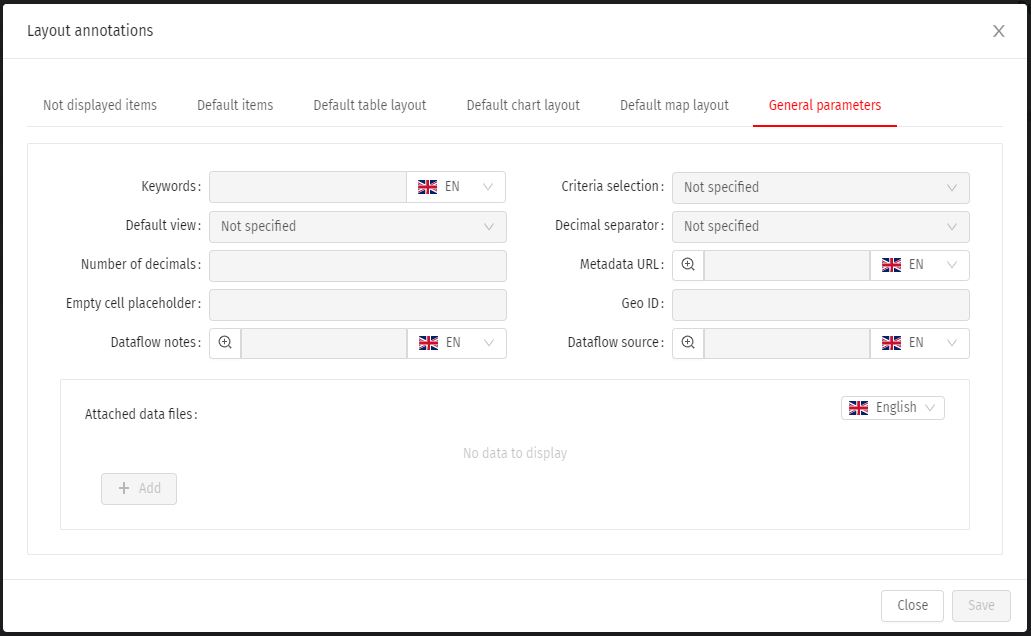 Layout annotations
Not displayed items Default items Default table layout Default chart layout Default map layout General parameters
Keywords: EN Criteria selection: Not specified
Default view: Not specified Decimal separator: Not specified
Number of decimals: Metadata URL: EN
Empty cell placeholder: Geo ID:
Dataflow notes: EN Dataflow source: EN
Attached data files: English
No data to display
+ Add
Close Save